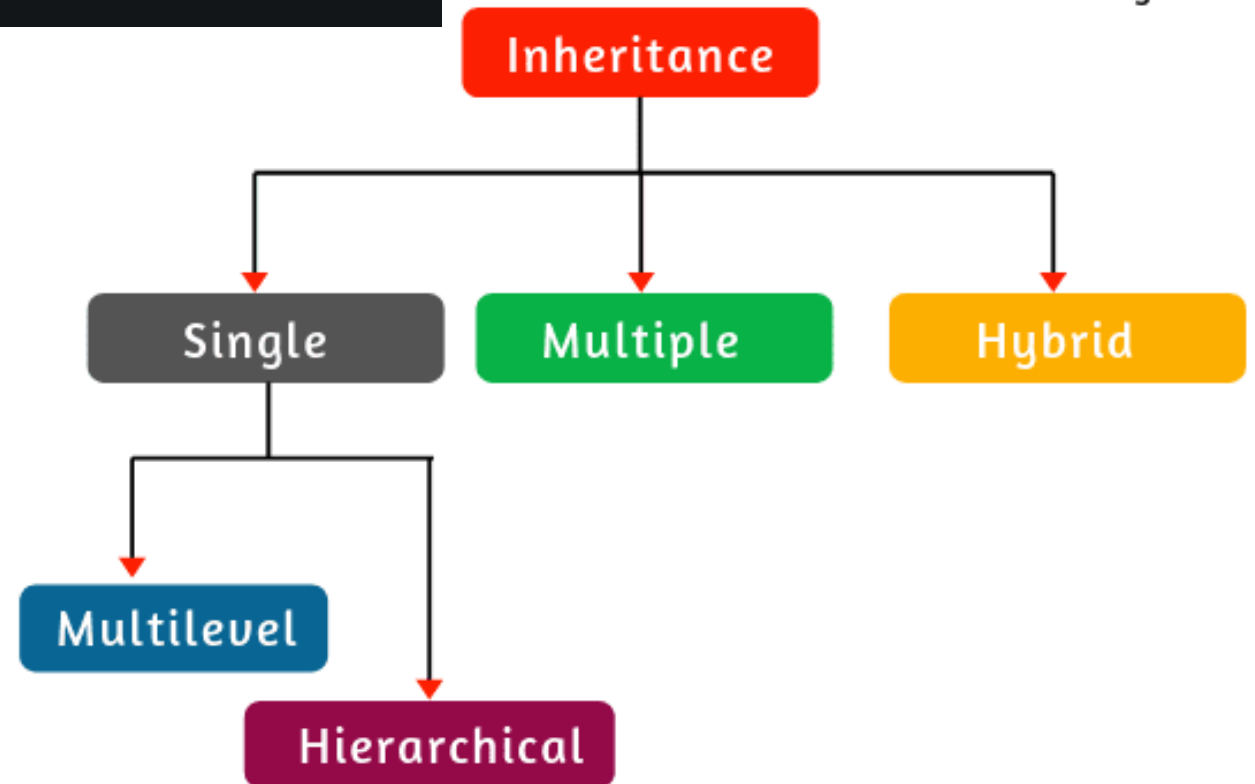 Inheritance
Single
Multiple
Hybrid
Multilevel
Hierarchical